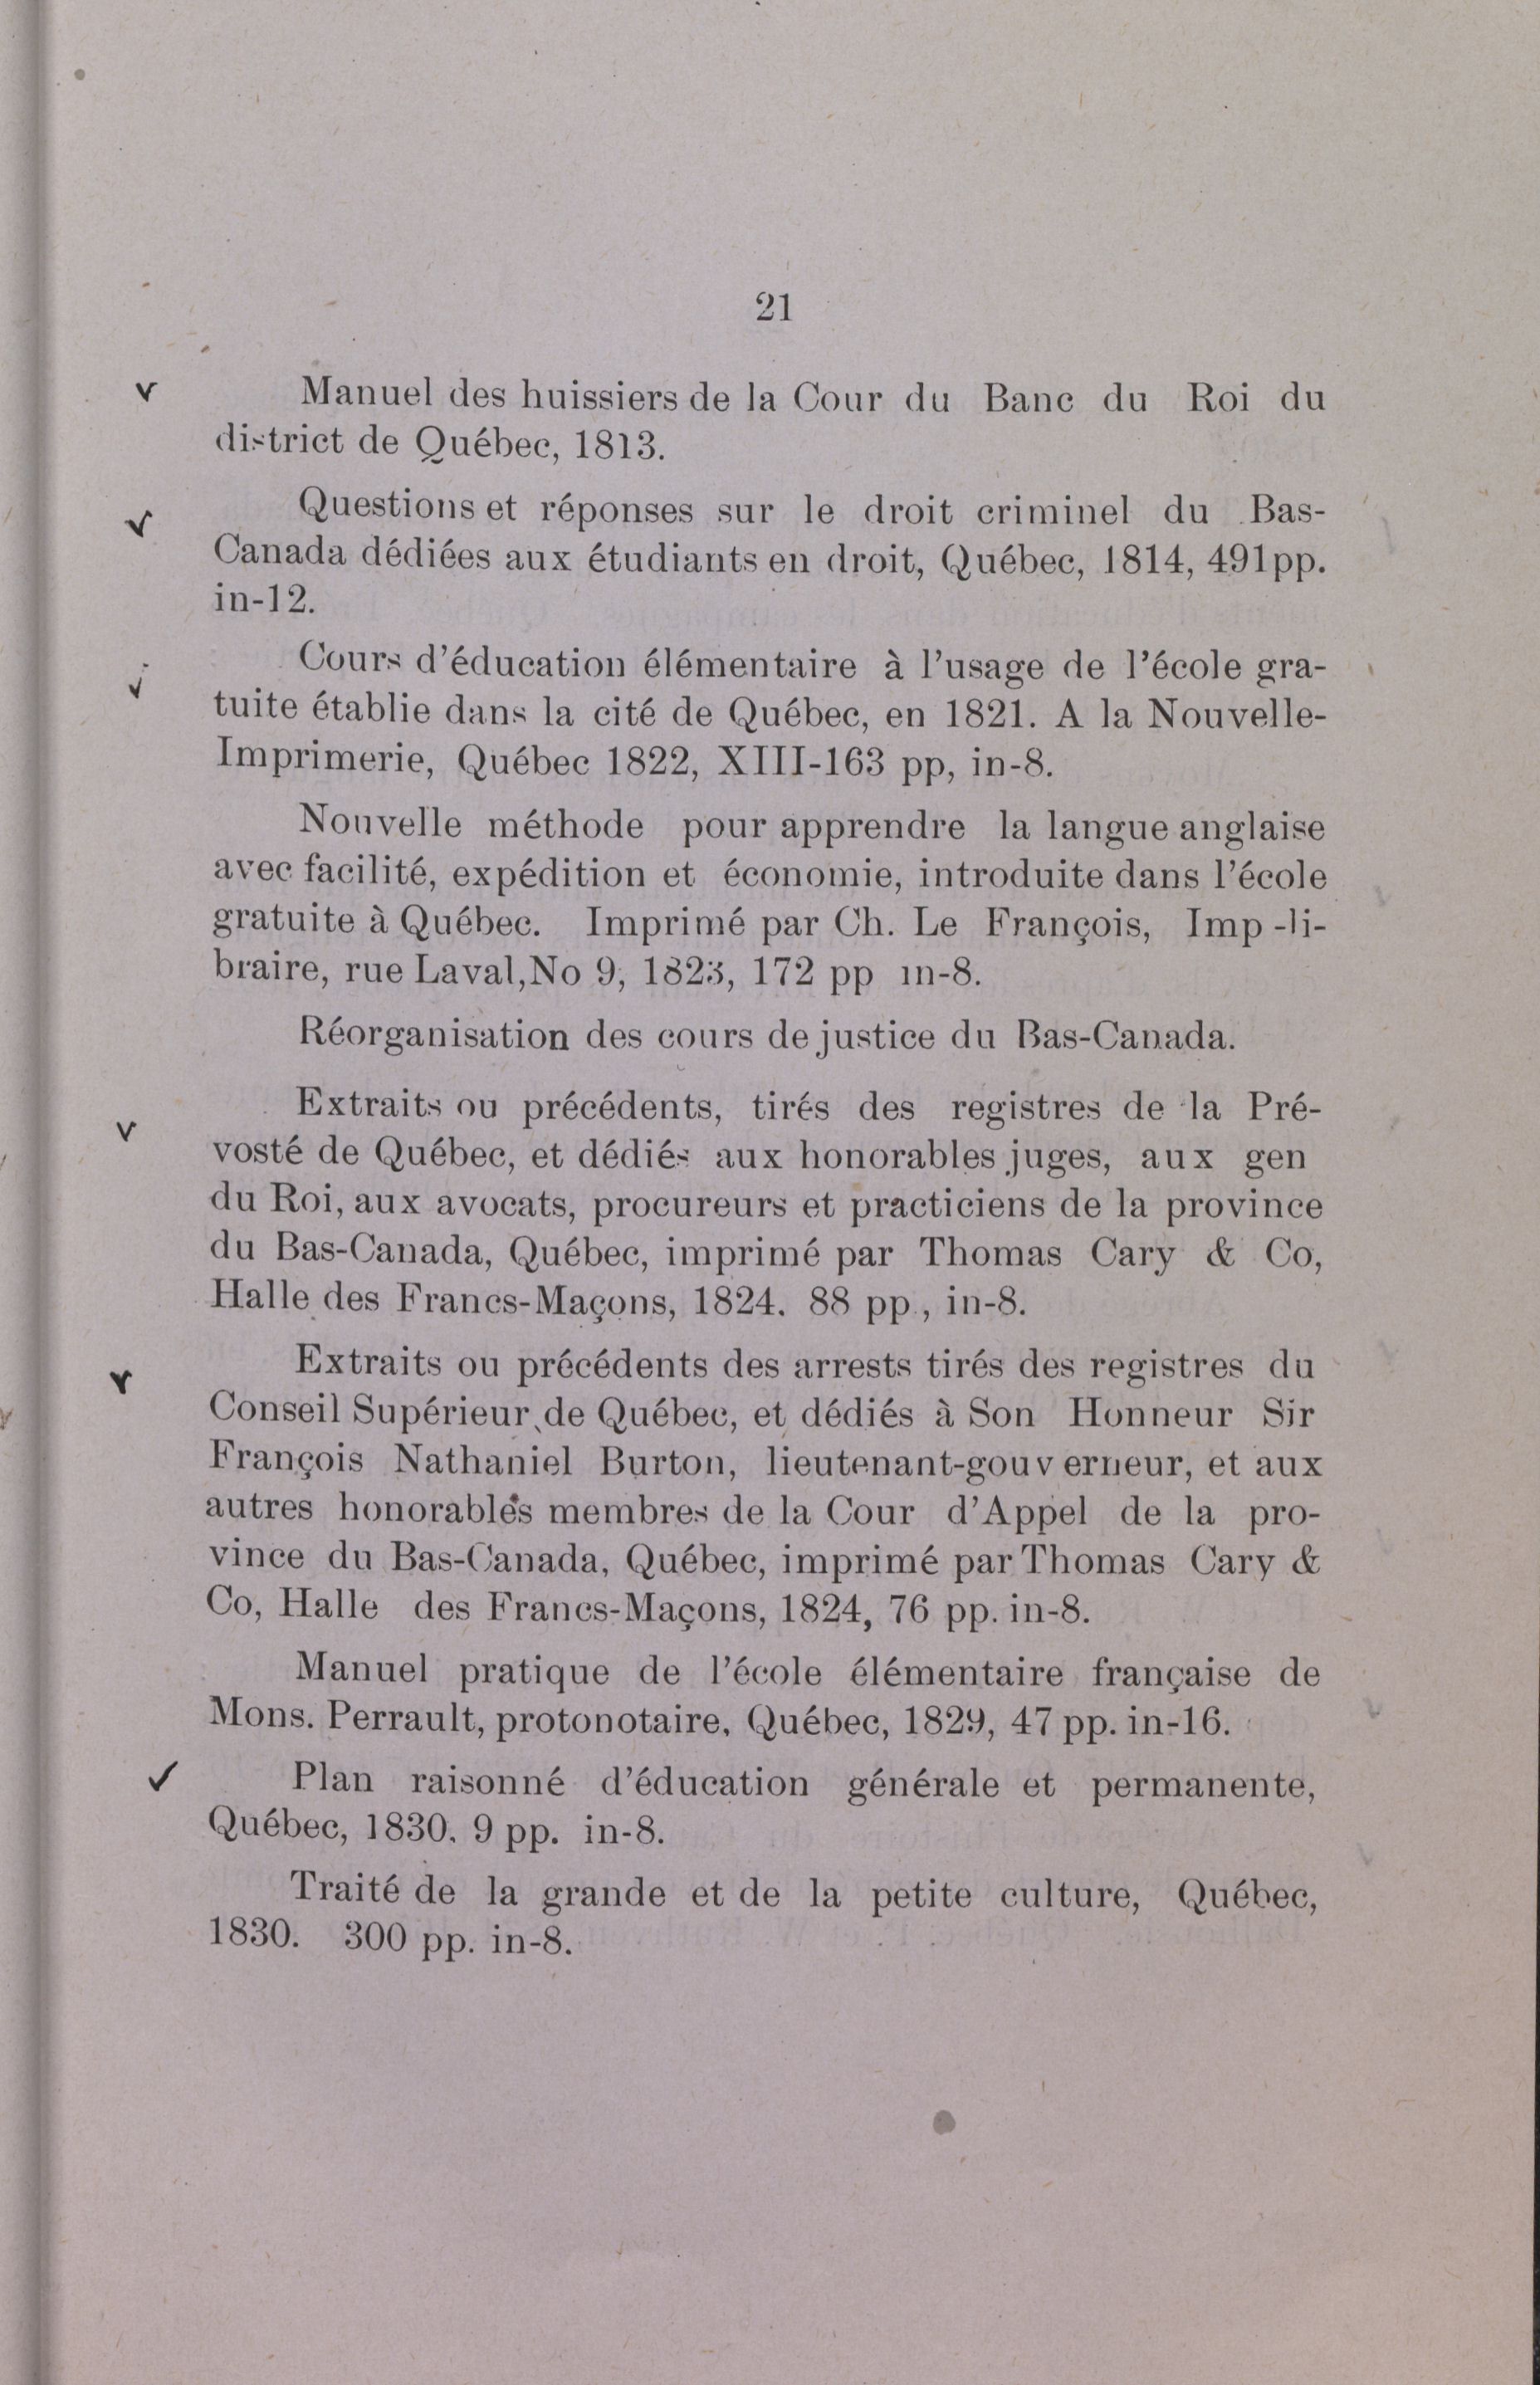 21
Manuel des huissiers de la Cour du Banc du Roi du
district de Québec, 1813.
Questions et réponses sur le droit criminel du Bas-
Canada dédiées aux étudiants en droit, Québec, 1814, 491pp.
in-12.
Cours d'éducation élémentaire à l'usage de l'école gra-
tuite établie dans la cité de Québec, en 1821. A la Nouvelle-
Imprimerie, Québec 1822, XIII-163 pp, in-8.
Nouvelle méthode pour apprendre la langue anglaise
avec facilité, expédition et économie, introduite dans l'école
gratuite à Québec. Imprimé par Ch. Le François, Imp-li-
braire, rue Laval, No 9, 1823, 172 pp in-8.
Réorganisation des cours de justice du Bas-Canada.
Extraits ou précédents, tirés des registres de la Pré-
vosté de Québec, et dédiés aux honorables juges, aux gen
du Roi, aux avocats, procureurs et practiciens de la province
du Bas-Canada, Québec, imprimé par Thomas Cary & Co,
Halle des Francs-Maçons, 1824. 88 pp., in-8.
Extraits ou précédents des arrests tirés des registres du
Conseil Supérieur de Québec, et dédiés à Son Honneur Sir
François Nathaniel Burton, lieutenant-gouverneur, et aux
autres honorables membres de la Cour d'Appel de la pro-
vince du Bas-Canada, Québec, imprimé par Thomas Cary &
Co, Halle des Francs-Maçons, 1824, 76 pp. in-8.
Manuel pratique de l'école élémentaire française de
Mons. Perrault, protonotaire, Québec, 1829, 47 pp. in-16.
Plan raisonné d'éducation générale et permanente,
Québec, 1830. 9 pp. in-8.
Traité de la grande et de la petite culture, Québec,
1830. 300 pp. in-8.